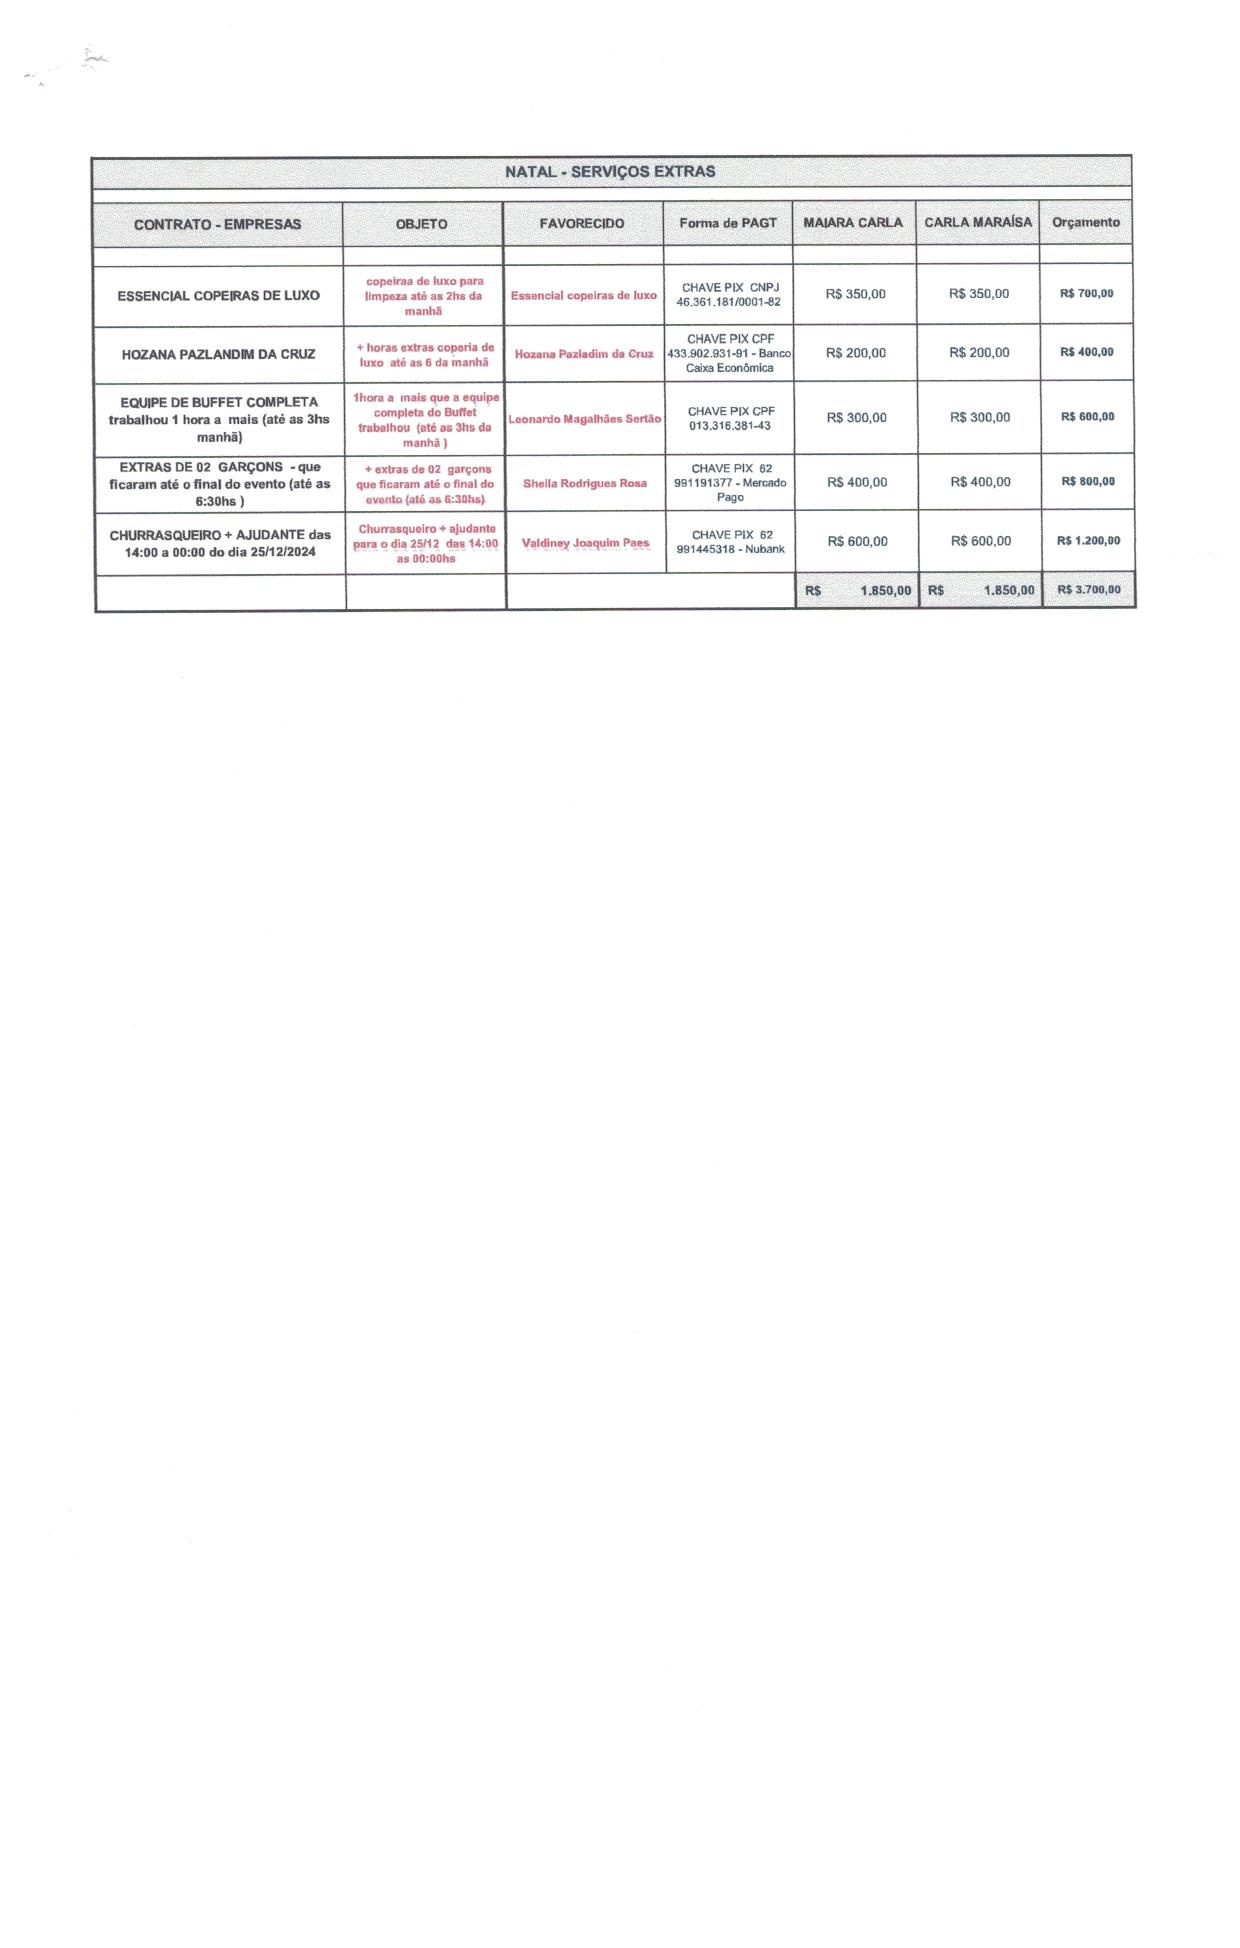 NATAL - SERVIÇOS EXTRAS
CONTRATO - EMPRESAS OBJETO FAVORECIDO Forma de PAGT MAIARA CARLA CARLA MARAÍSA Orçamento
ESSENCIAL COPEIRAS DE LUXO
copeiraa de luxo para
limpeza até as 2hs da
manhã
Essencial copeiras de luxo
CHAVE PIX CNPJ
46.361.181/0001-82
R$ 350,00 R$ 350,00 R$ 700,00
HOZANA PAZLANDIM DA CRUZ
+ horas extras coperia de
luxo até as 6 da manhã
Hozana Pazladim da Cruz
CHAVE PIX CPF
433.902.931-91 - Banco
Caixa Econômica
R$ 200,00 R$ 200,00 R$ 400,00
EQUIPE DE BUFFET COMPLETA
trabalhou 1 hora a mais (até as 3hs
manhã)
1hora a mais que a equipe
completa do Buffet
trabalhou (até as 3hs da
manhã )
Leonardo Magalhães Sertão
CHAVE PIX CPF
013.316.381-43
R$ 300,00 R$ 300,00 R$ 600,00
EXTRAS DE 02 GARÇONS - que
ficaram até o final do evento (até as
6:30hs )
+ extras de 02 garçons
que ficaram até o final do
evento (até as 6:30hs)
Sheila Rodrigues Rosa
CHAVE PIX 62
991191377 - Mercado
Pago
R$ 400,00 R$ 400,00 R$ 800,00
CHURRASQUEIRO + AJUDANTE das
14:00 a 00:00 do dia 25/12/2024
Churrasqueiro + ajudante
para o dia 25/12 das 14:00
as 00:00hs
Valdiney Joaquim Paes
CHAVE PIX 62
991445318 - Nubank
R$ 600,00 R$ 600,00 R$ 1.200,00
R$ 1.850,00 R$ 1.850,00 R$ 3.700,00